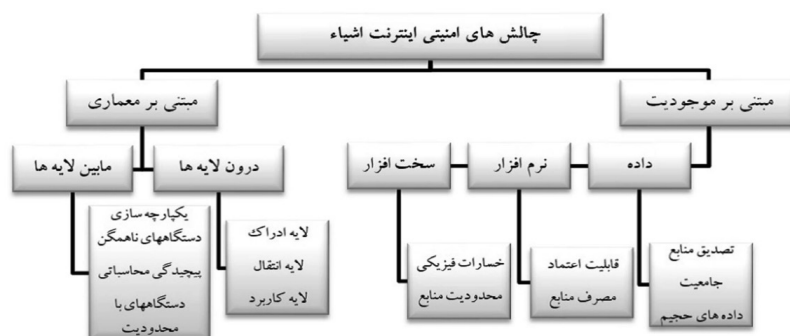 چالش های امنیتی اینترنت اشیاء
مبتنی بر موجودیت
مبتنی بر معماری
داده
نرم افزار
سخت افزار
درون لایه ها
مابین لایه ها
تصدیق منابع
جامعیت
داده های حجیم
قابلیت اعتماد
مصرف منابع
خسارات فیزیکی
محدودیت منابع
لایه ادراک
لایه انتقال
لایه کاربرد
یکپارچه سازی
دستگاههای ناهمگن
پیچیدگی محاسباتی
دستگاههای با
محدودیت